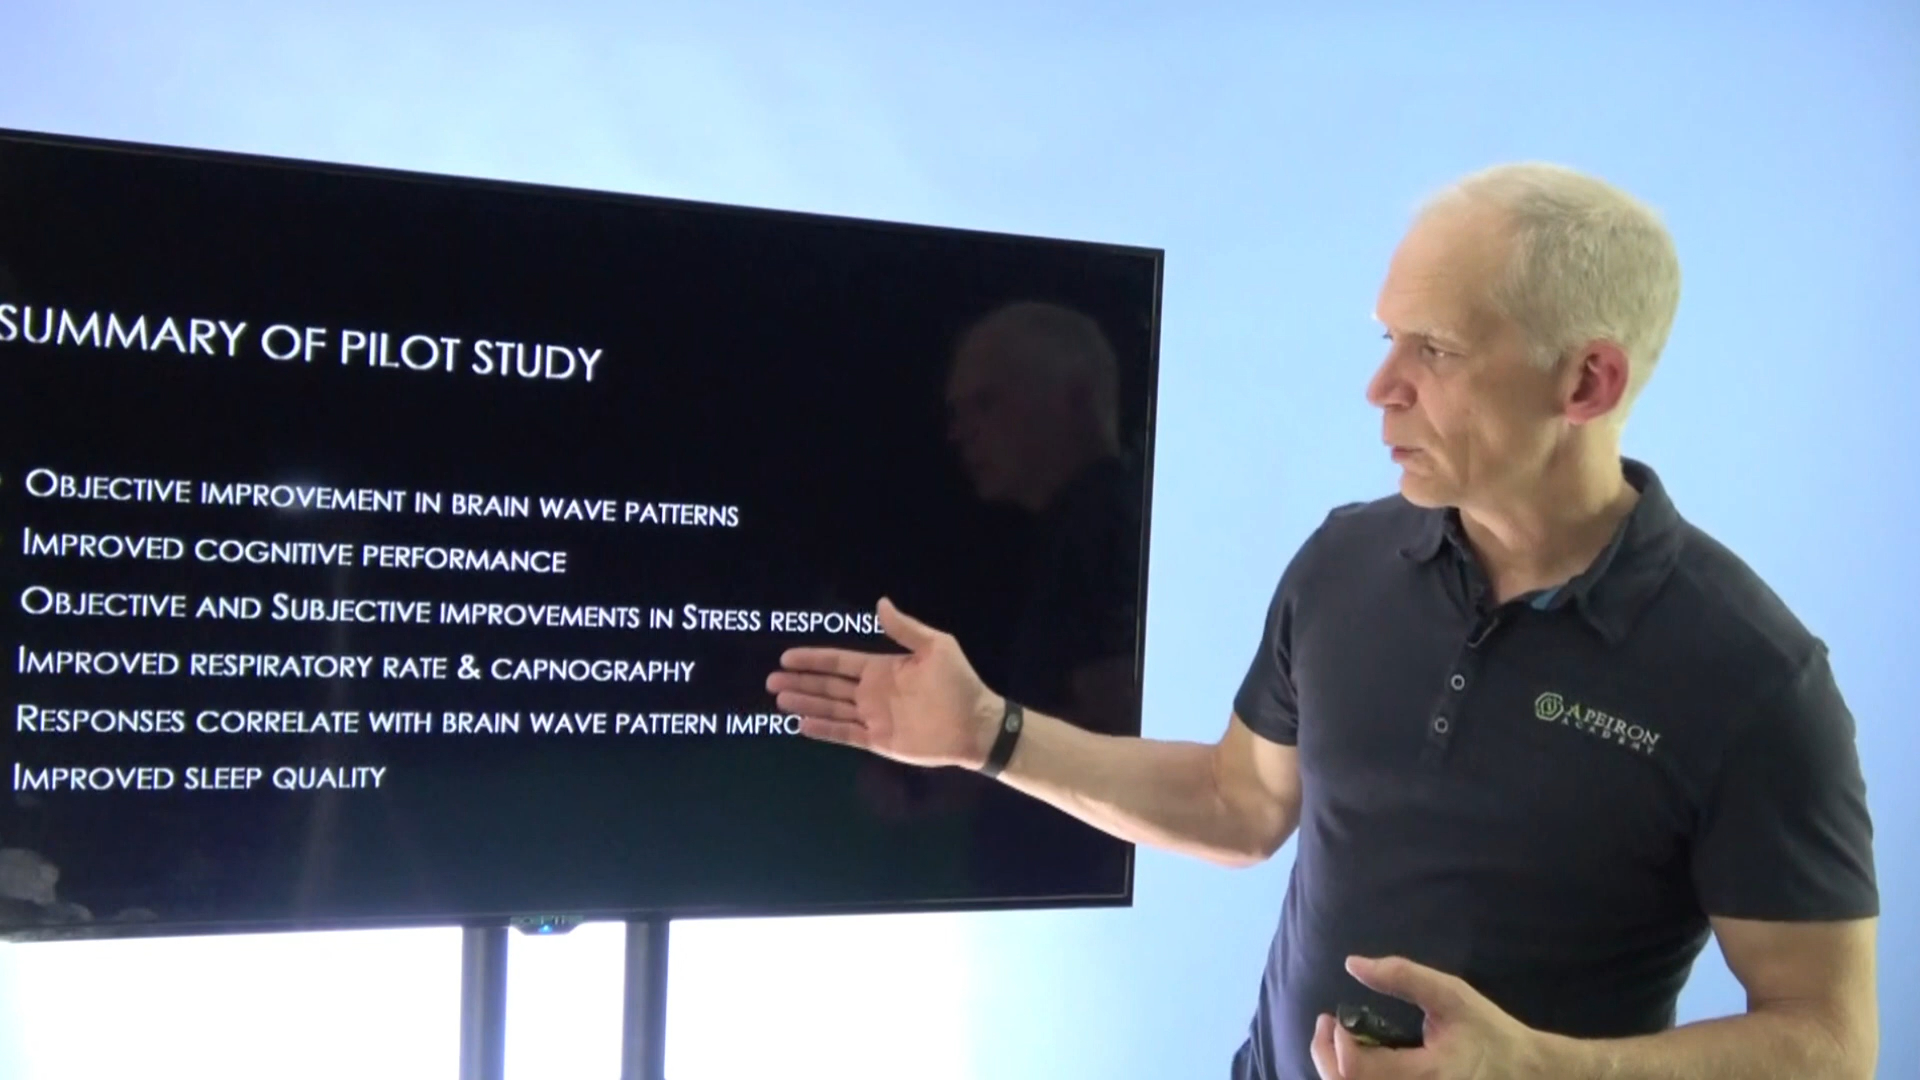 SUMMARY OF PILOT STUDY
OBJECTIVE IMPROVEMENT IN BRAIN WAVE PATTERNS
IMPROVED COGNITIVE PERFORMANCE
OBJECTIVE AND SUBJECTIVE IMPROVEMENTS IN STRESS RESPONSE
IMPROVED RESPIRATORY RATE & CAPNOGRAPHY
RESPONSES CORRELATE WITH BRAIN WAVE PATTERN IMPRO
IMPROVED SLEEP QUALITY
APEIRON
ACADEMY